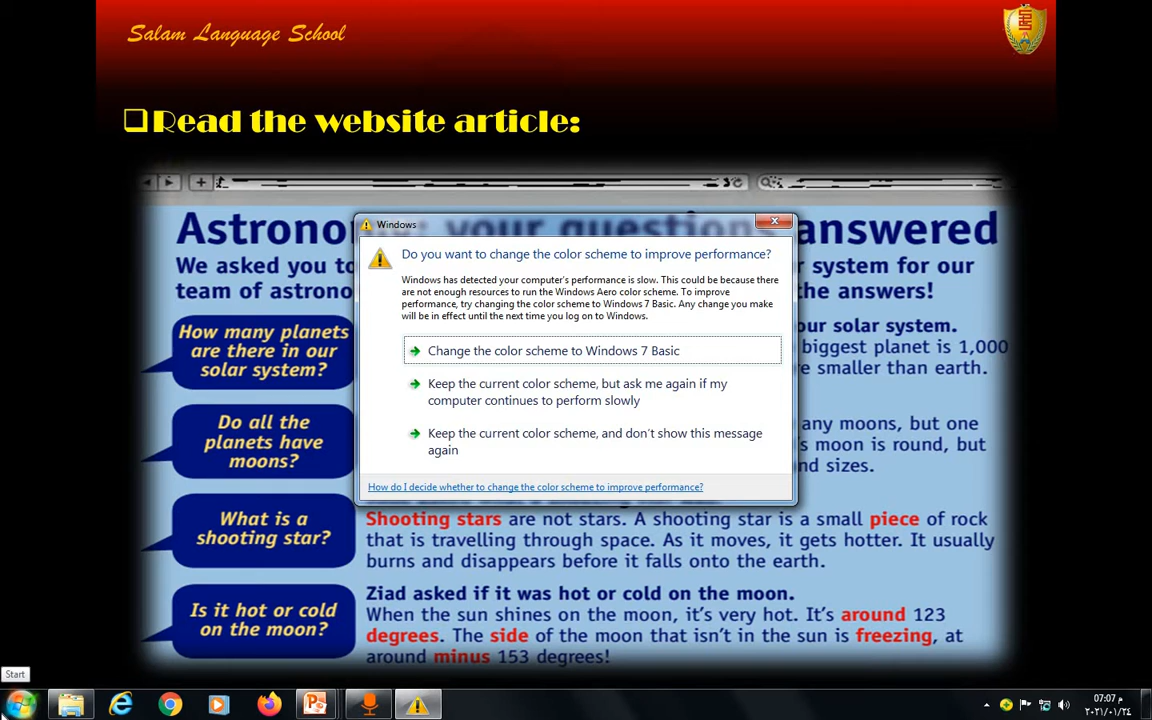 Salam Language School
Read the website article:
Astronomy: your questions answered
We asked you to
r system for our
team of astrono
the answers!
Windows
Do you want to change the color scheme to improve performance?
Windows has detected your computer's performance is slow. This could be because there
are not enough resources to run the Windows Aero color scheme. To improve
performance, try changing the color scheme to Windows 7 Basic. Any change you make
will be in effect until the next time you log on to Windows.
Change the color scheme to Windows 7 Basic
Keep the current color scheme, but ask me again if my
computer continues to perform slowly
Keep the current color scheme, and don't show this message
again
How do I decide whether to change the color scheme to improve performance?
How many planets
are there in our
solar system?
our solar system.
biggest planet is 1,000
re smaller than earth.
Do all the
planets have
moons?
any moons, but one
's moon is round, but
nd sizes.
What is a
shooting star?
Shooting stars are not stars. A shooting star is a small piece of rock
that is travelling through space. As it moves, it gets hotter. It usually
burns and disappears before it falls onto the earth.
Is it hot or cold
on the moon?
Ziad asked if it was hot or cold on the moon.
When the sun shines on the moon, it's very hot. It's around 123
degrees. The side of the moon that isn't in the sun is freezing, at
around minus 153 degrees!
Start
07:07 م
٢٠٢١/٠١/٢٤